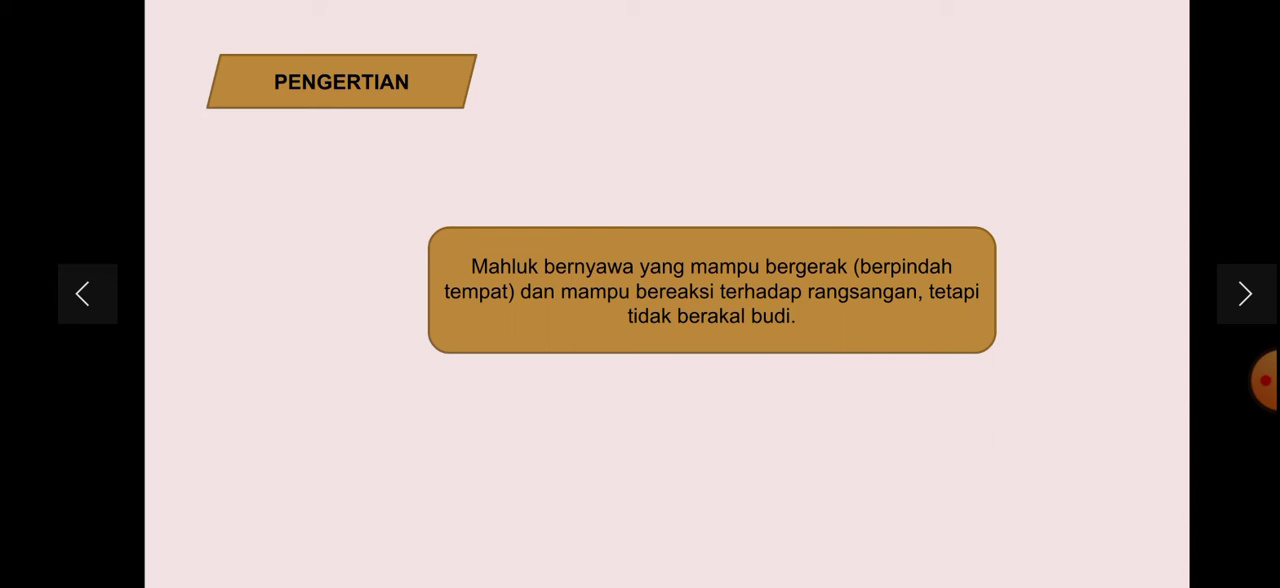 PENGERTIAN
Mahluk bernyawa yang mampu bergerak (berpindah
tempat) dan mampu bereaksi terhadap rangsangan, tetapi
tidak berakal budi.